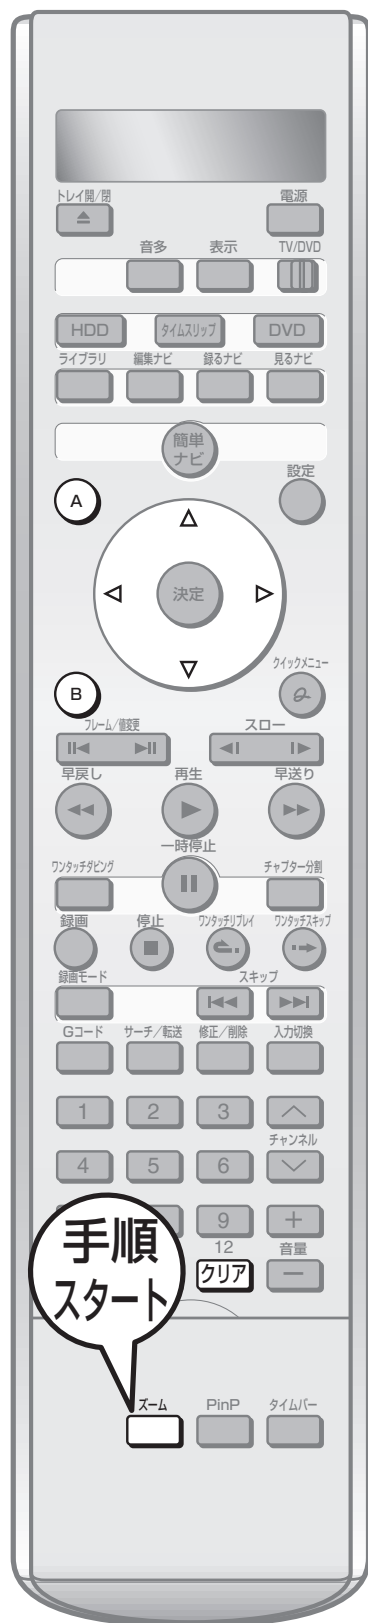 トレイ開/閉 電源
音多 表示 TV/DVD
HDD タイムスリップ DVD
ライブラリ 編集ナビ 録るナビ 見るナビ
簡単
ナビ
設定
A
決定
B
クイックメニュー
フレーム/値変更 スロー
早戻し 再生 早送り
一時停止
ワンタッチダビング チャプター分割
録画 停止 ワンタッチリプレイ ワンタッチスキップ
録画モード スキップ
Gコード サーチ/転送 修正/削除 入力切換
1 2 3
チャンネル
4 5 6
9 +
12 音量
クリア −
手順
スタート
ズーム PinP タイムバー